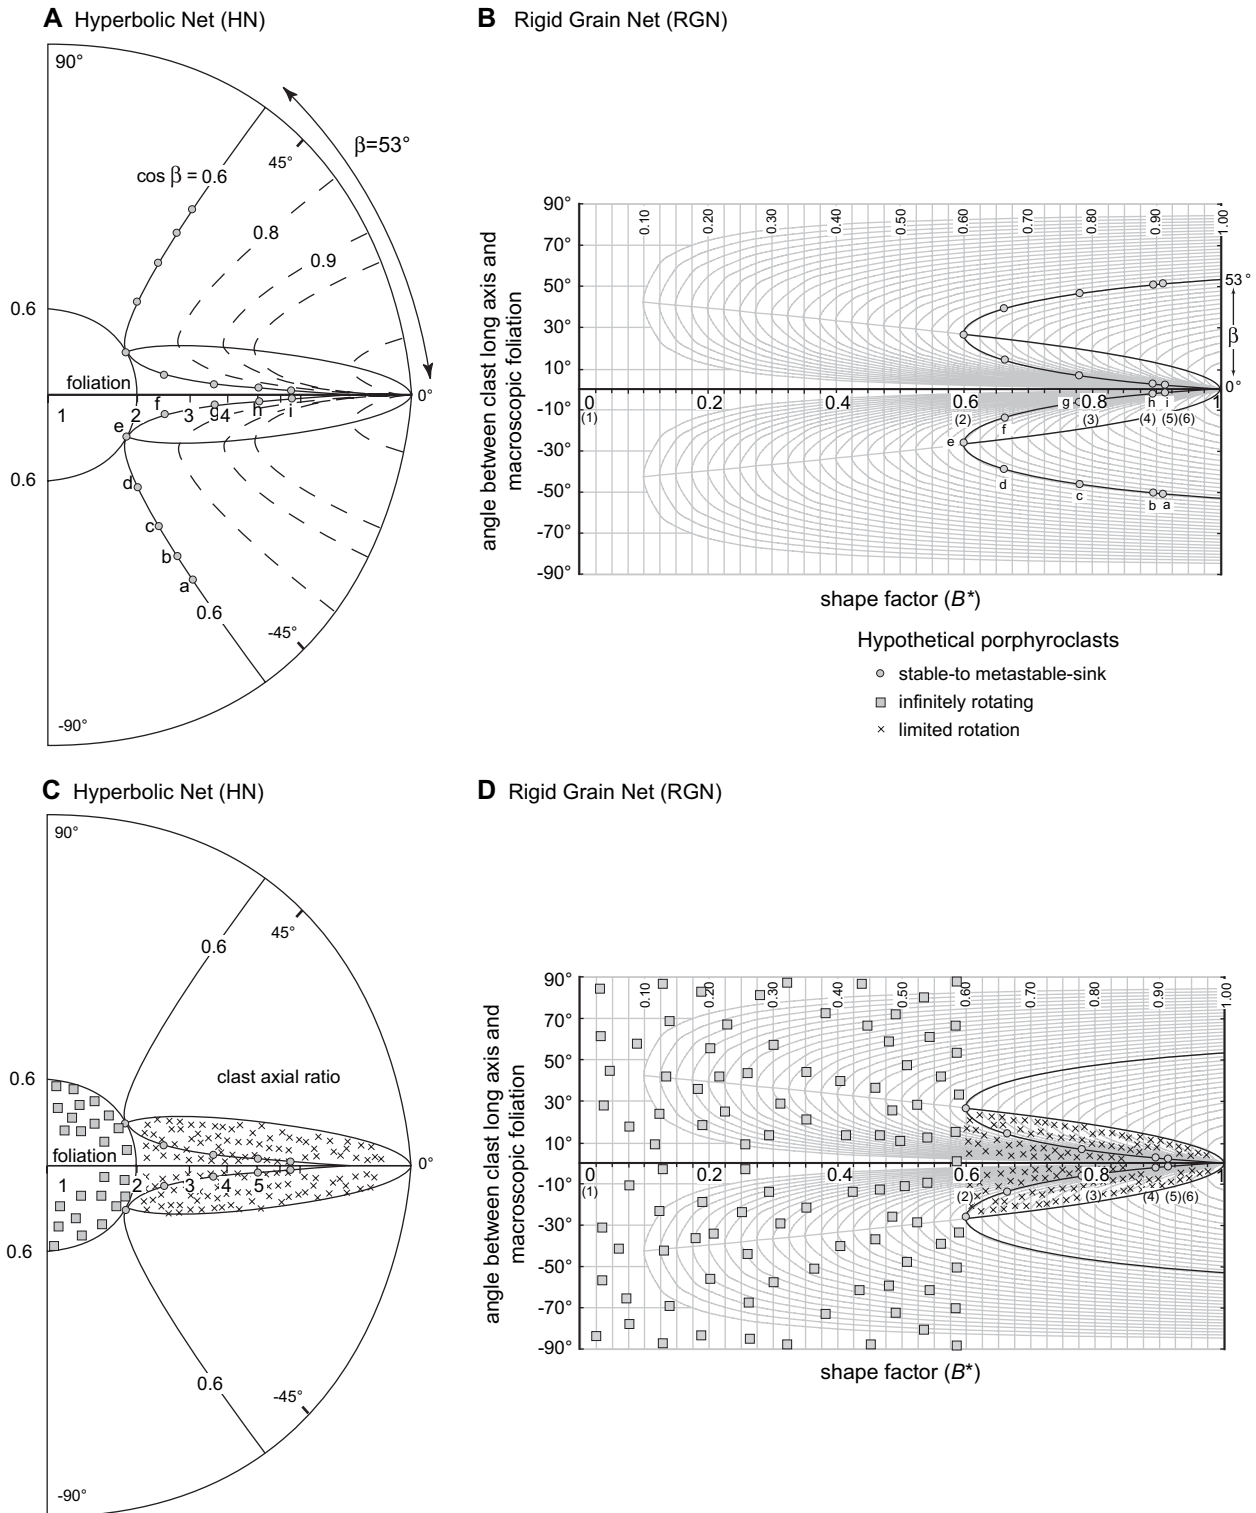 A Hyperbolic Net (HN)
90°
45°
β=53°
cos β = 0.6
0.8
0.9
0.6
foliation
0°
1 2 3 4
f g h i
e
0.6
d
c
b
a
0.6
-45°
-90°
B Rigid Grain Net (RGN)
angle between clast long axis and
macroscopic foliation
90°
70°
50°
30°
10°
-10°
-30°
-50°
-70°
-90°
0.10 0.20 0.30 0.40 0.50 0.60 0.70 0.80 0.90 1.00
53°
β
0°
0 0.2 0.4 0.6 0.8 1
(1) (2) (3) (4) (5) (6)
g h i
f
e
d
c
b a
shape factor (B*)
Hypothetical porphyroclasts
stable-to metastable-sink
infinitely rotating
limited rotation
C Hyperbolic Net (HN)
90°
45°
0.6
clast axial ratio
0.6
foliation
0°
1 2 3 4 5
0.6
0.6
-45°
-90°
D Rigid Grain Net (RGN)
angle between clast long axis and
macroscopic foliation
90°
70°
50°
30°
10°
-10°
-30°
-50°
-70°
-90°
0.10 0.20 0.30 0.40 0.50 0.60 0.70 0.80 0.90 1.00
0 0.2 0.4 0.6 0.8 1
(1) (2) (3) (4) (5) (6)
shape factor (B*)